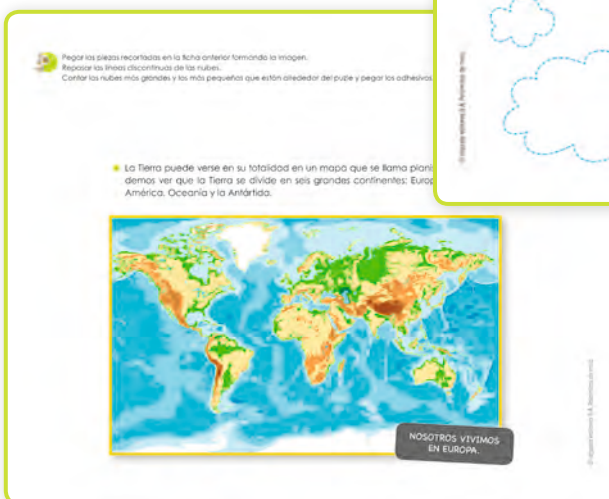 Pegar las piezas recortadas en la ficha anterior formando la imagen.
Repasar las líneas discontinuas de las nubes.
Contar las nubes más grandes y las más pequeñas que están alrededor del puzle y pegar los adhesivos
La Tierra puede verse en su totalidad en un mapa que se llama plani
demos ver que la Tierra se divide en seis grandes continentes: Europ
América, Oceanía y la Antártida.
NOSOTROS VIVIMOS
EN EUROPA.